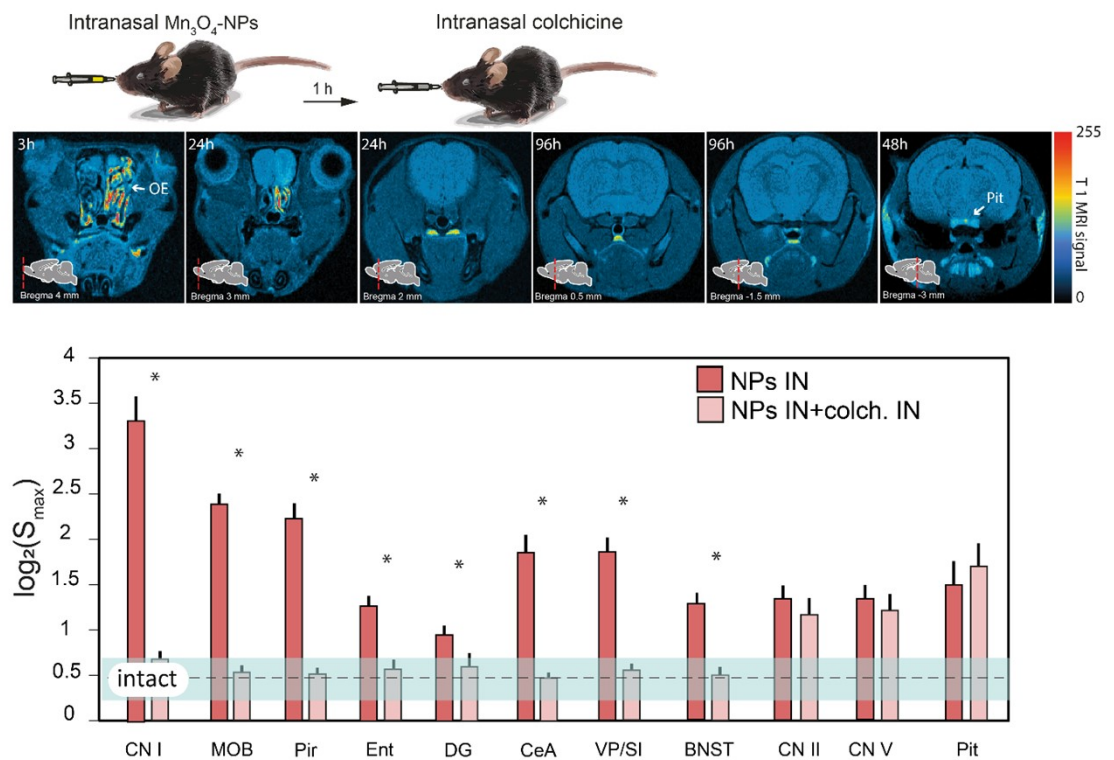 Intranasal Mn₃O₄-NPs
Intranasal colchicine
1 h
3h
24h
24h
96h
96h
48h
OE
Pit
Bregma 4 mm
Bregma 3 mm
Bregma 2 mm
Bregma 0.5 mm
Bregma -1.5 mm
Bregma -3 mm
255
T 1 MRI signal
0
4
3.5
3
2.5
2
1.5
1
0.5
0
log₂(Sₘₐₓ)
NPs IN
NPs IN+colch. IN
*
*
*
*
*
*
*
*
intact
CN I
MOB
Pir
Ent
DG
CeA
VP/SI
BNST
CN II
CN V
Pit